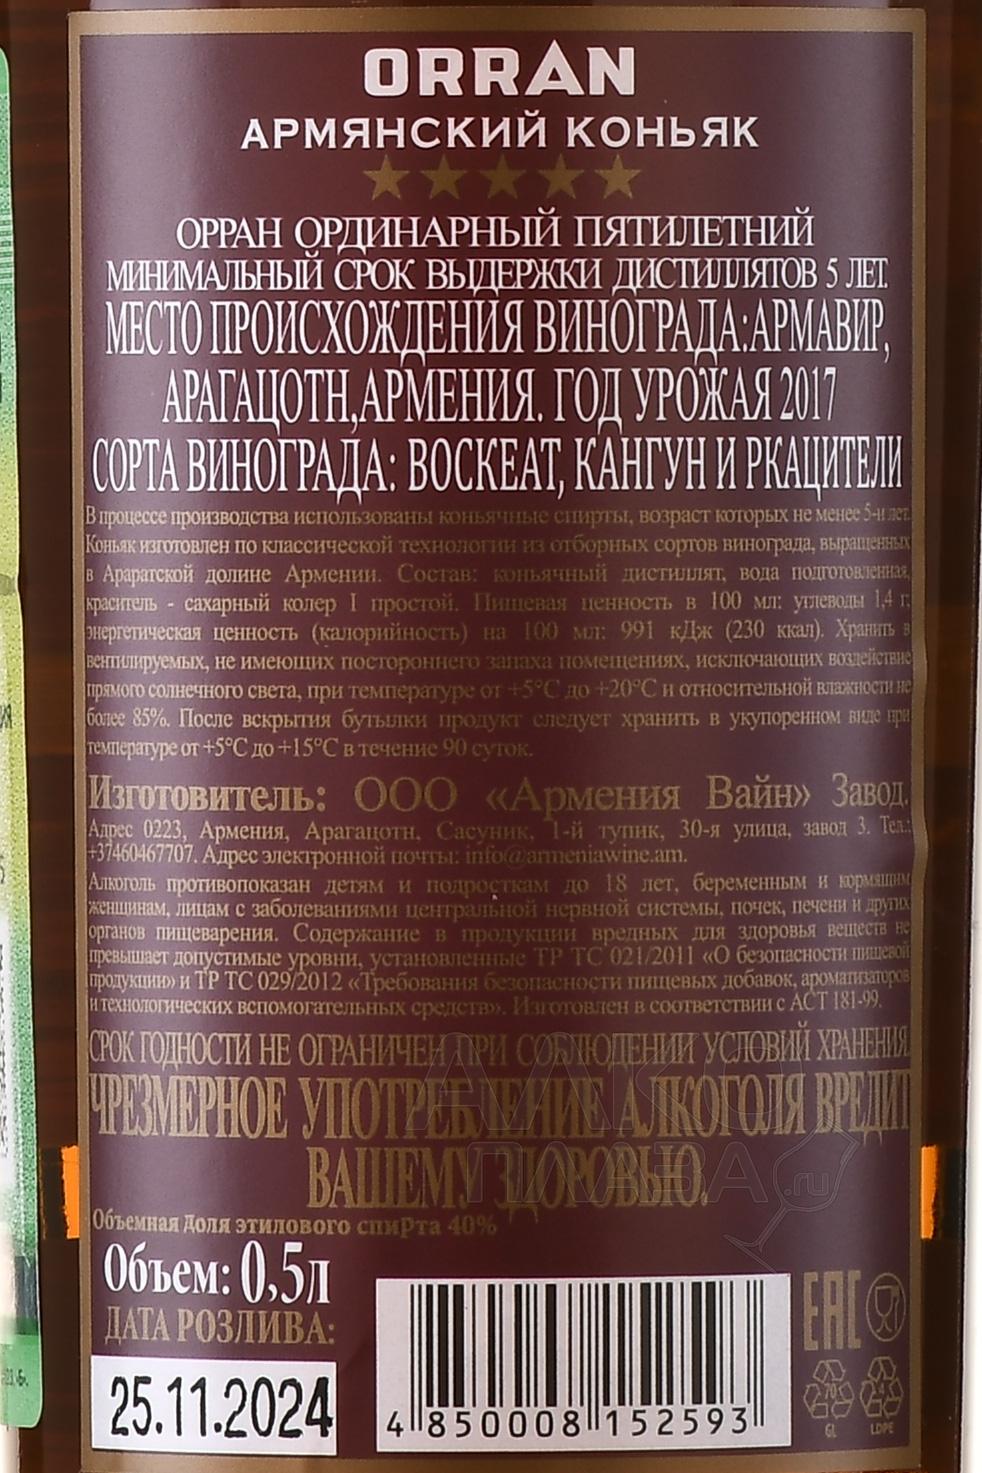 ORRAN
АРМЯНСКИЙ КОНЬЯК
ОРРАН ОРДИНАРНЫЙ ПЯТИЛЕТНИЙ
МИНИМАЛЬНЫЙ СРОК ВЫДЕРЖКИ ДИСТИЛЛЯТОВ 5 ЛЕТ.
МЕСТО ПРОИСХОЖДЕНИЯ ВИНОГРАДА:АРМАВИР,
АРАГАЦОТН,АРМЕНИЯ. ГОД УРОЖАЯ 2017
СОРТА ВИНОГРАДА: ВОСКЕАТ, КАНГУН И РКАЦИТЕЛИ
В процессе производства использованы коньячные спирты, возраст которых не менее 5-и лет.
Коньяк изготовлен по классической технологии из отборных сортов винограда, выращенных
в Араратской долине Армении. Состав: коньячный дистиллят, вода подготовленная,
краситель - сахарный колер I простой. Пищевая ценность в 100 мл: углеводы 1,4 г;
энергетическая ценность (калорийность) на 100 мл: 991 кДж (230 ккал). Хранить в
вентилируемых, не имеющих постороннего запаха помещениях, исключающих воздействие
прямого солнечного света, при температуре от +5°С до +20°С и относительной влажности не
более 85%. После вскрытия бутылки продукт следует хранить в укупоренном виде при
температуре от +5°С до +15°С в течение 90 суток.
Изготовитель: ООО «Армения Вайн» Завод.
Адрес 0223, Армения, Арагацотн, Сасуник, 1-й тупик, 30-я улица, завод 3. Тел.:
+37460467707. Адрес электронной почты: info@armeniawine.am.
Алкоголь противопоказан детям и подросткам до 18 лет, беременным и кормящим
женщинам, лицам с заболеваниями центральной нервной системы, почек, печени и других
органов пищеварения. Содержание в продукции вредных для здоровья веществ не
превышает допустимые уровни, установленные ТР ТС 021/2011 «О безопасности пищевой
продукции» и ТР ТС 029/2012 «Требования безопасности пищевых добавок, ароматизаторов
и технологических вспомогательных средств». Изготовлен в соответствии с АСТ 181-99.
СРОК ГОДНОСТИ НЕ ОГРАНИЧЕН ПРИ СОБЛЮДЕНИИ УСЛОВИЙ ХРАНЕНИЯ.
ЧРЕЗМЕРНОЕ УПОТРЕБЛЕНИЕ АЛКОГОЛЯ ВРЕДИТ
ВАШЕМУ ЗДОРОВЬЮ.
АЛКО
ПЛАЗА.ru
Объемная Доля этилового спиРта 40%
Объем: 0,5л
ДАТА РОЗЛИВА:
25.11.2024
4 850008 152593
EAC
70
GL
4
LDPE